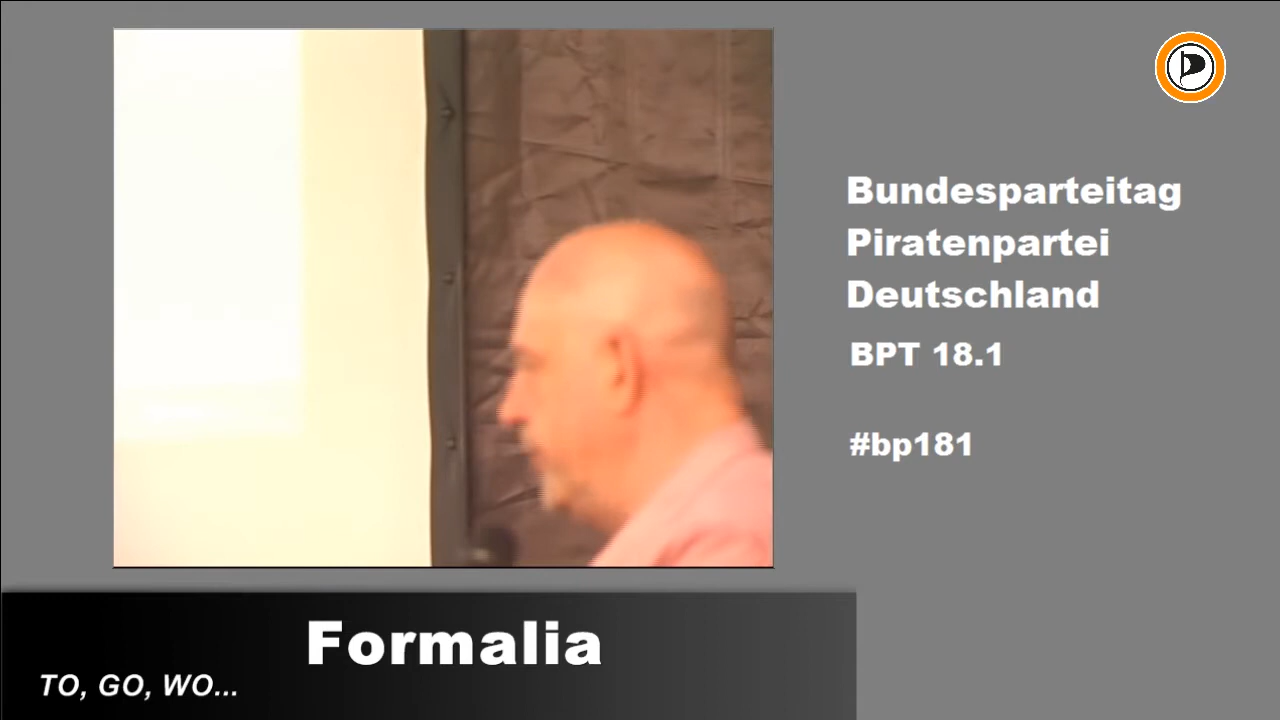 Bundesparteitag
Piratenpartei
Deutschland
BPT 18.1
#bp181
Formalia
TO, GO, WO...